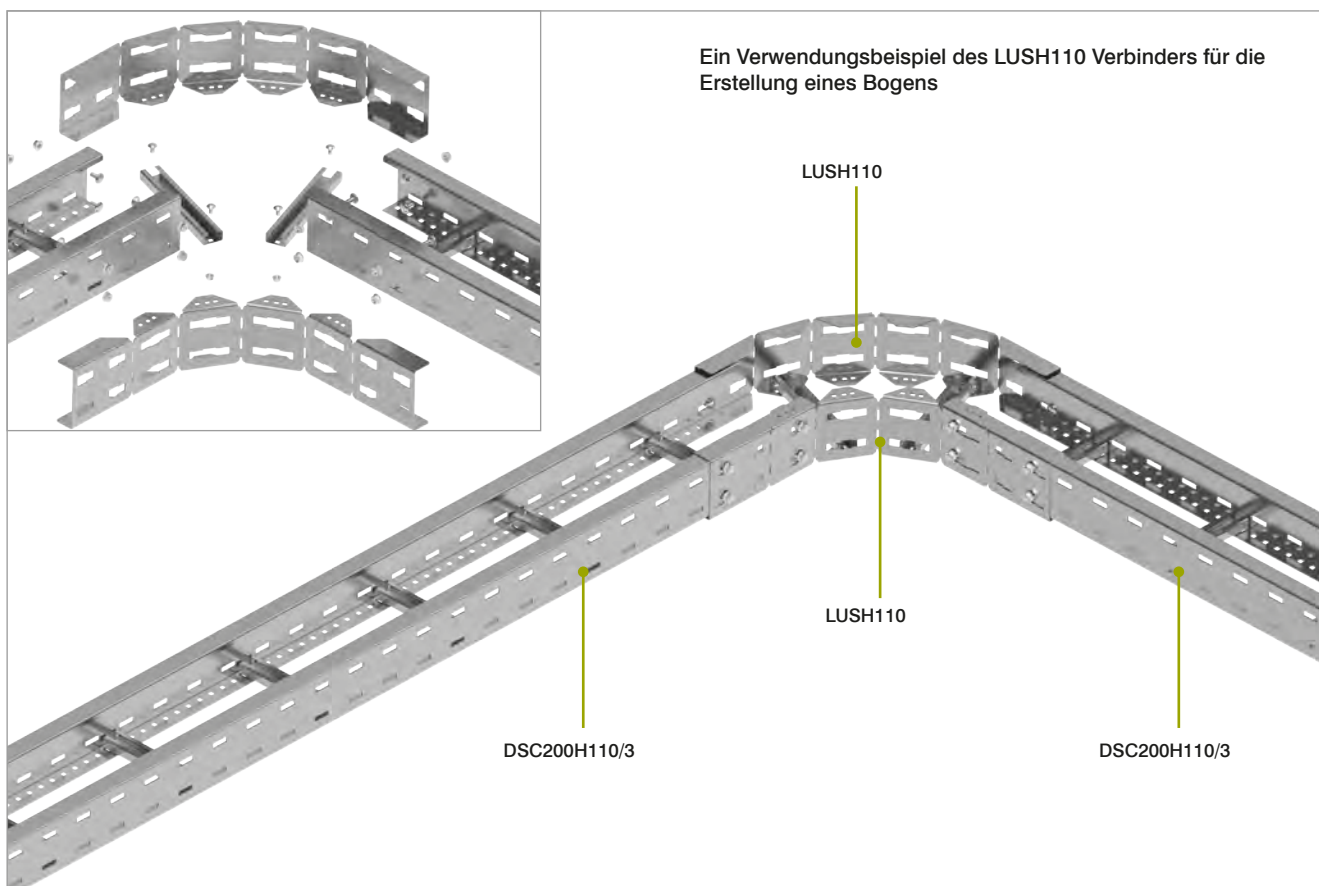 Ein Verwendungsbeispiel des LUSH110 Verbinders für die
Erstellung eines Bogens
LUSH110
LUSH110
DSC200H110/3
DSC200H110/3